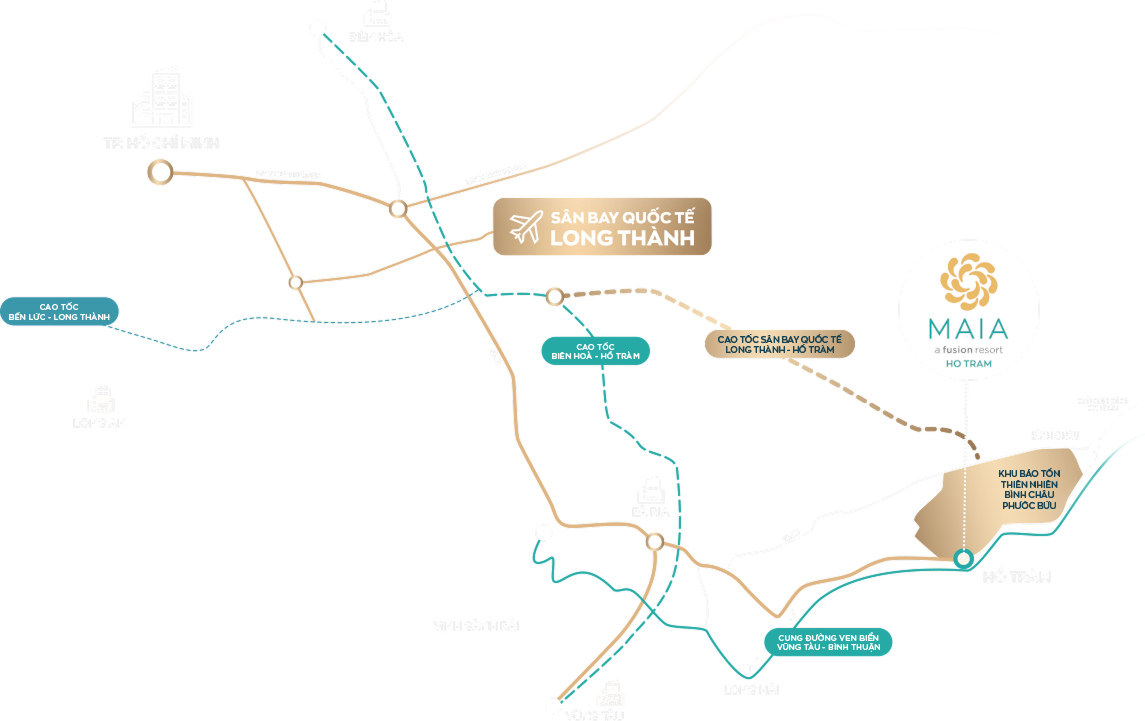 BIÊN HÒA
TP. HỒ CHÍ MINH
SÂN BAY QUỐC TẾ
LONG THÀNH
CAO TỐC
BẾN LỨC - LONG THÀNH
CAO TỐC
BIÊN HOÀ - HỒ TRÀM
CAO TỐC SÂN BAY QUỐC TẾ
LONG THÀNH - HỒ TRÀM
MAIA
a fusion resort
HO TRAM
LONG AN
KHU BẢO TỒN
THIÊN NHIÊN
BÌNH CHÂU
PHƯỚC BỬU
BÀ RỊA
HỒ TRÀM
CUNG ĐƯỜNG VEN BIỂN
VŨNG TÀU - BÌNH THUẬN
LONG HẢI
VŨNG TÀU